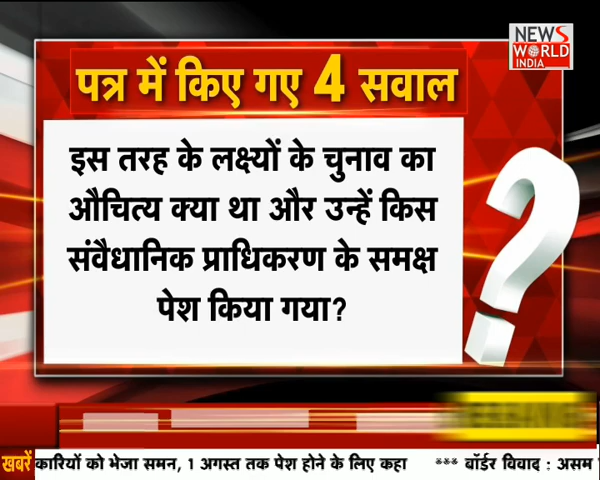 NEWS
WORLD
INDIA
पत्र में किए गए 4 सवाल
इस तरह के लक्ष्यों के चुनाव का
औचित्य क्या था और उन्हें किस
संवैधानिक प्राधिकरण के समक्ष
पेश किया गया?
?
खबरें कारियों को भेजा समन, 1 अगस्त तक पेश होने के लिए कहा *** बॉर्डर विवाद : असम